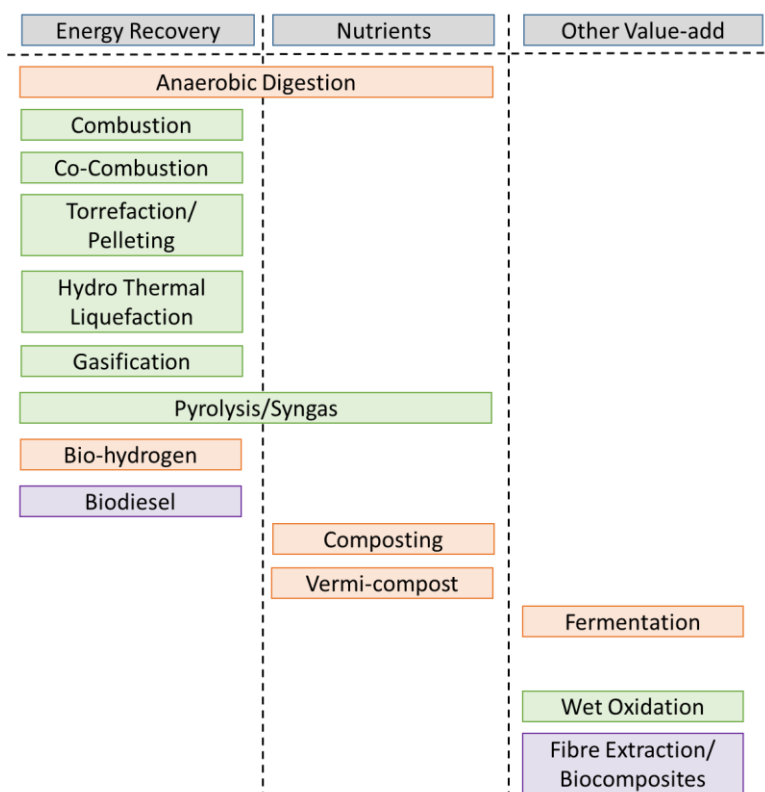 Energy Recovery
Nutrients
Other Value-add
Anaerobic Digestion
Combustion
Co-Combustion
Torrefaction/
Pelleting
Hydro Thermal
Liquefaction
Gasification
Pyrolysis/Syngas
Bio-hydrogen
Biodiesel
Composting
Vermi-compost
Fermentation
Wet Oxidation
Fibre Extraction/
Biocomposites